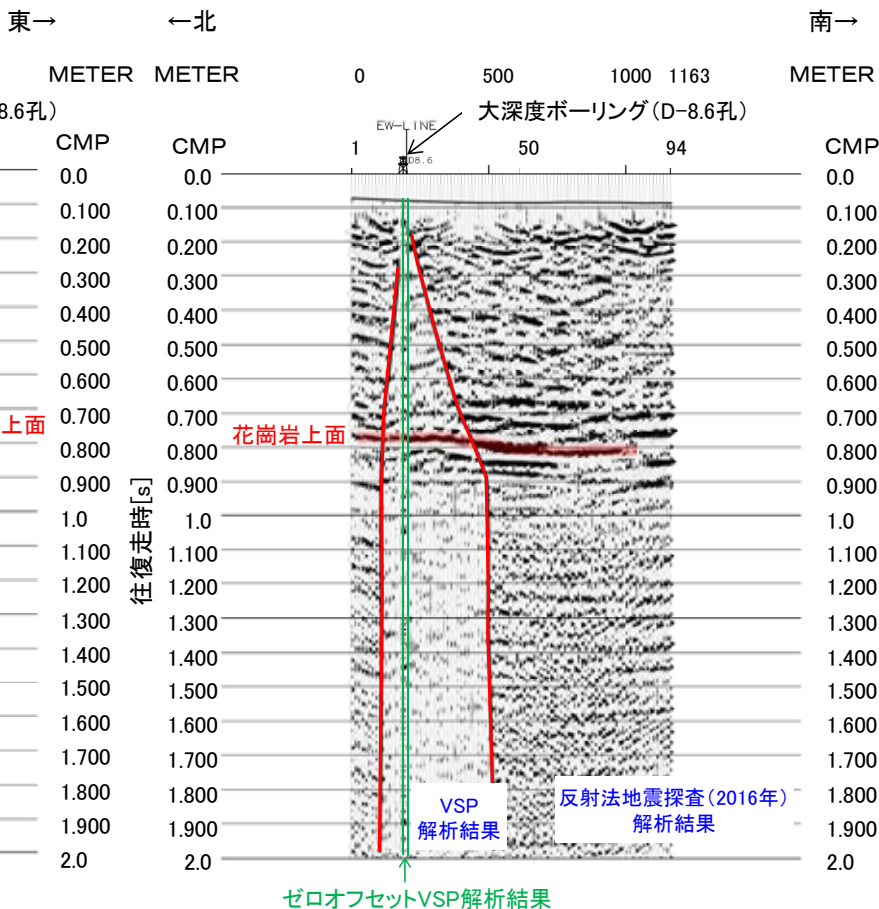 東→ ←北 南→
METER METER 0 500 1000 1163 METER
8.6孔） 大深度ボーリング（D-8.6孔）
EW-LINE
CMP CMP 1 50 94 CMP
D8.6
0.0 0.0 0.0
0.100 0.100 0.100
0.200 0.200 0.200
0.300 0.300 0.300
0.400 0.400 0.400
0.500 0.500 0.500
0.600 0.600 0.600
0.700 0.700 0.700
上面 花崗岩上面
0.800 0.800 0.800
0.900 0.900 0.900
1.0 1.0 1.0
往復走時[s]
1.100 1.100 1.100
1.200 1.200 1.200
1.300 1.300 1.300
1.400 1.400 1.400
1.500 1.500 1.500
1.600 1.600 1.600
1.700 1.700 1.700
1.800 1.800 1.800
VSP
解析結果
反射法地震探査（2016年）
解析結果
1.900 1.900 1.900
2.0 2.0 2.0
ゼロオフセットVSP解析結果